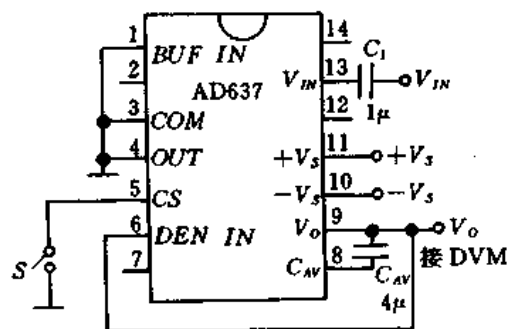 1 BUF IN
2
3 COM
4 OUT
5 CS
6 DEN IN
7
S
AD637
14
V_IN 13
C₁
1μ
V_IN
12
+V_S 11 +V_S
-V_S 10 -V_S
V_O 9 V_O
接 DVM
C_AV 8
C_AV
4μ